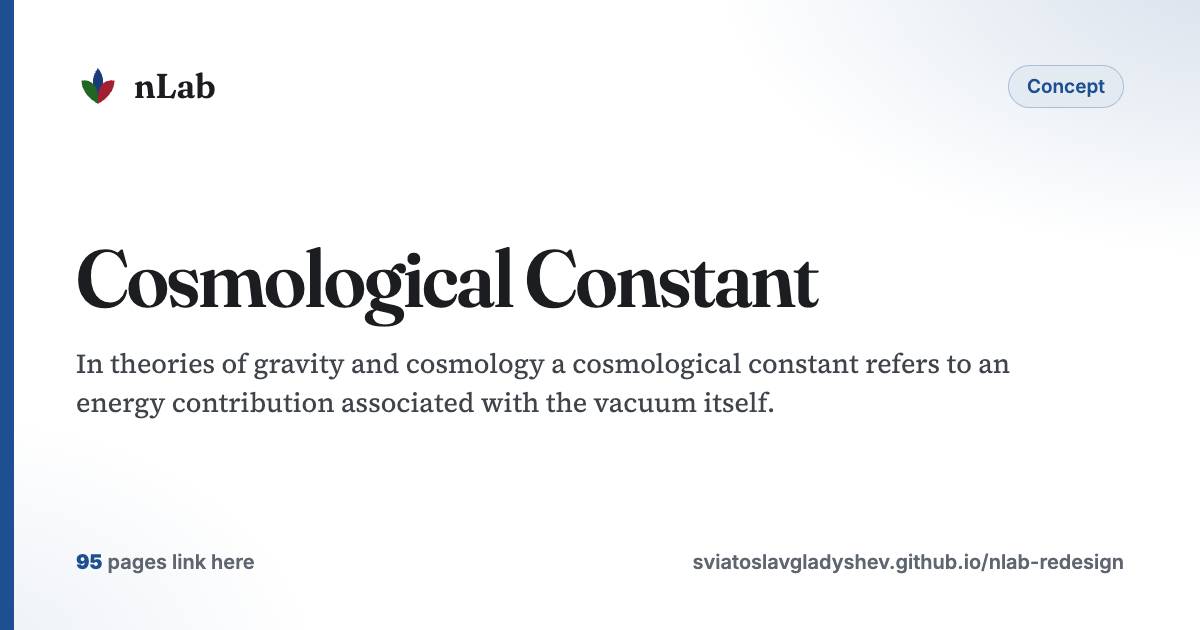 nLab
Concept
Cosmological Constant
In theories of gravity and cosmology a cosmological constant refers to an
energy contribution associated with the vacuum itself.
95 pages link here
sviatoslavgladyshev.github.io/nlab-redesign